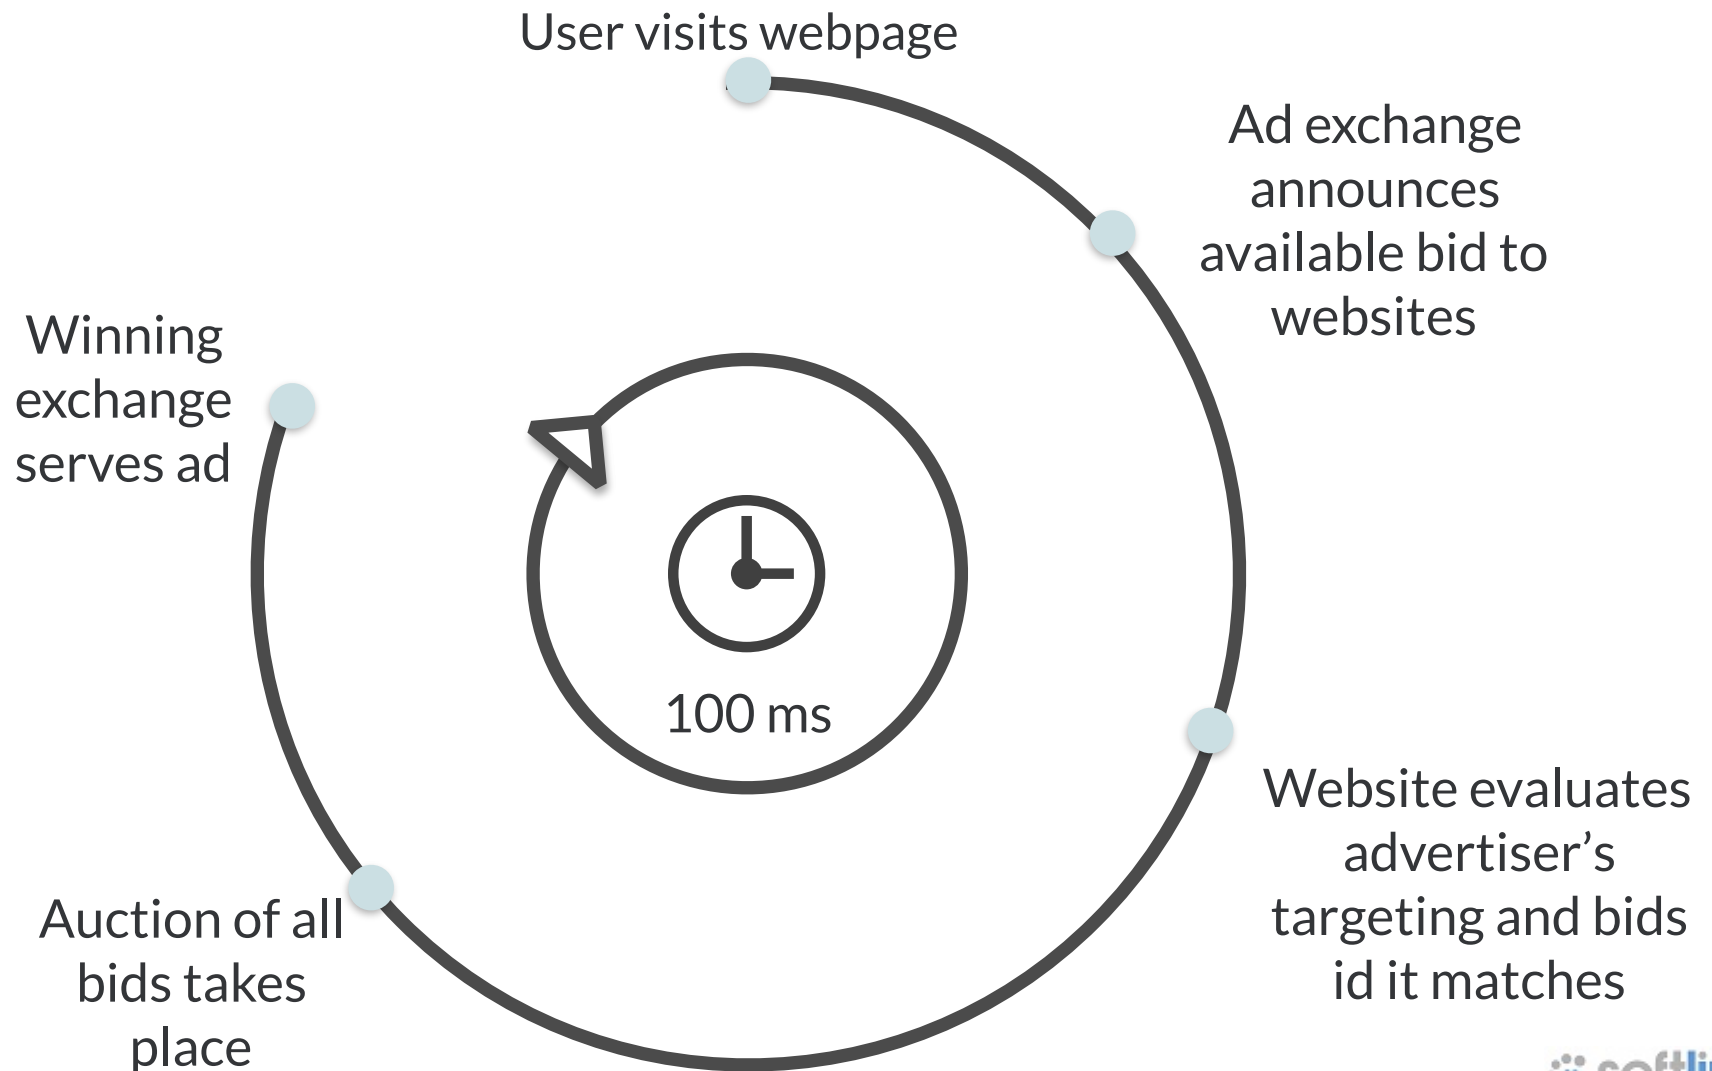 User visits webpage
Ad exchange
announces
available bid to
websites
Website evaluates
advertiser’s
targeting and bids
id it matches
Auction of all
bids takes
place
Winning
exchange
serves ad
100 ms